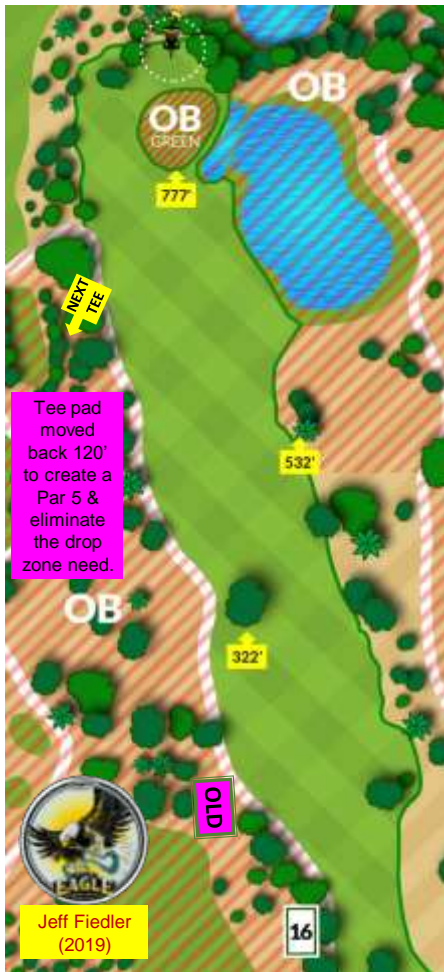 OB
OB
GREEN
777'
NEXT
TEE
Tee pad
moved
back 120'
to create a
Par 5 &
eliminate
the drop
zone need.
532'
OB
322'
OLD
EAGLE
Jeff Fiedler
(2019)
16